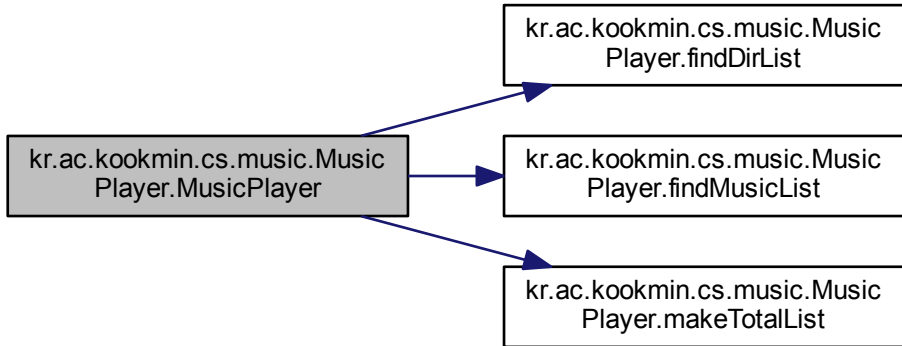 kr.ac.kookmin.cs.music.Music
Player.findDirList
kr.ac.kookmin.cs.music.Music
Player.MusicPlayer
kr.ac.kookmin.cs.music.Music
Player.findMusicList
kr.ac.kookmin.cs.music.Music
Player.makeTotalList